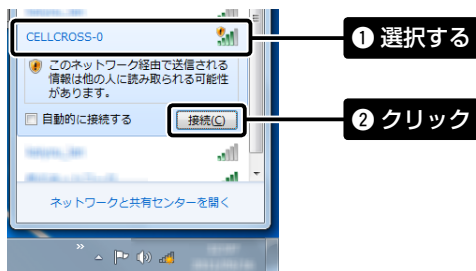 CELLCROSS-0
❶ 選択する
このネットワーク経由で送信される
情報は他の人に読み取られる可能性
があります。
自動的に接続する
接続(C)
❷ クリック
ネットワークと共有センターを開く